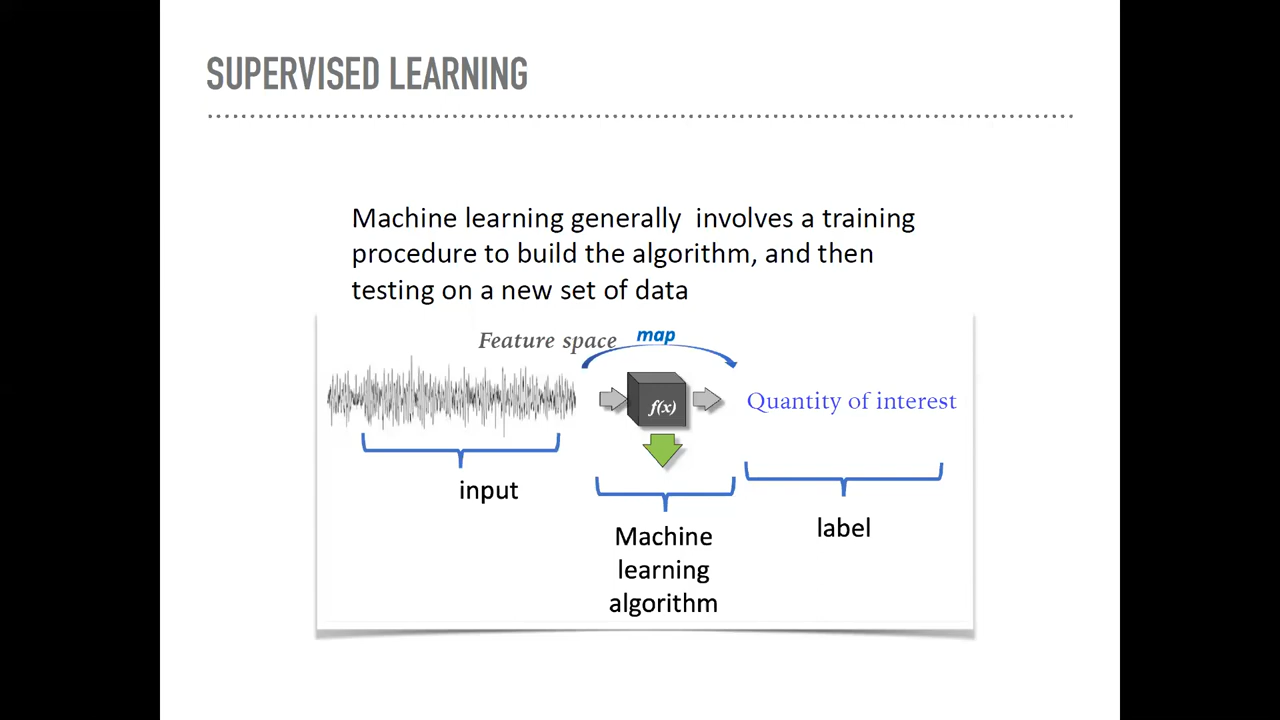 SUPERVISED LEARNING
Machine learning generally involves a training
procedure to build the algorithm, and then
testing on a new set of data
Feature space
map
f(x)
Quantity of interest
input
Machine
learning
algorithm
label